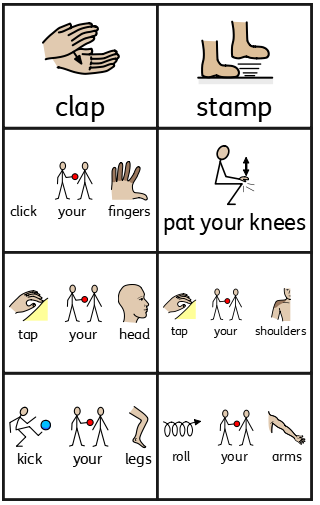 clap
stamp
click your fingers
pat your knees
tap your head
tap your shoulders
kick your legs
roll your arms